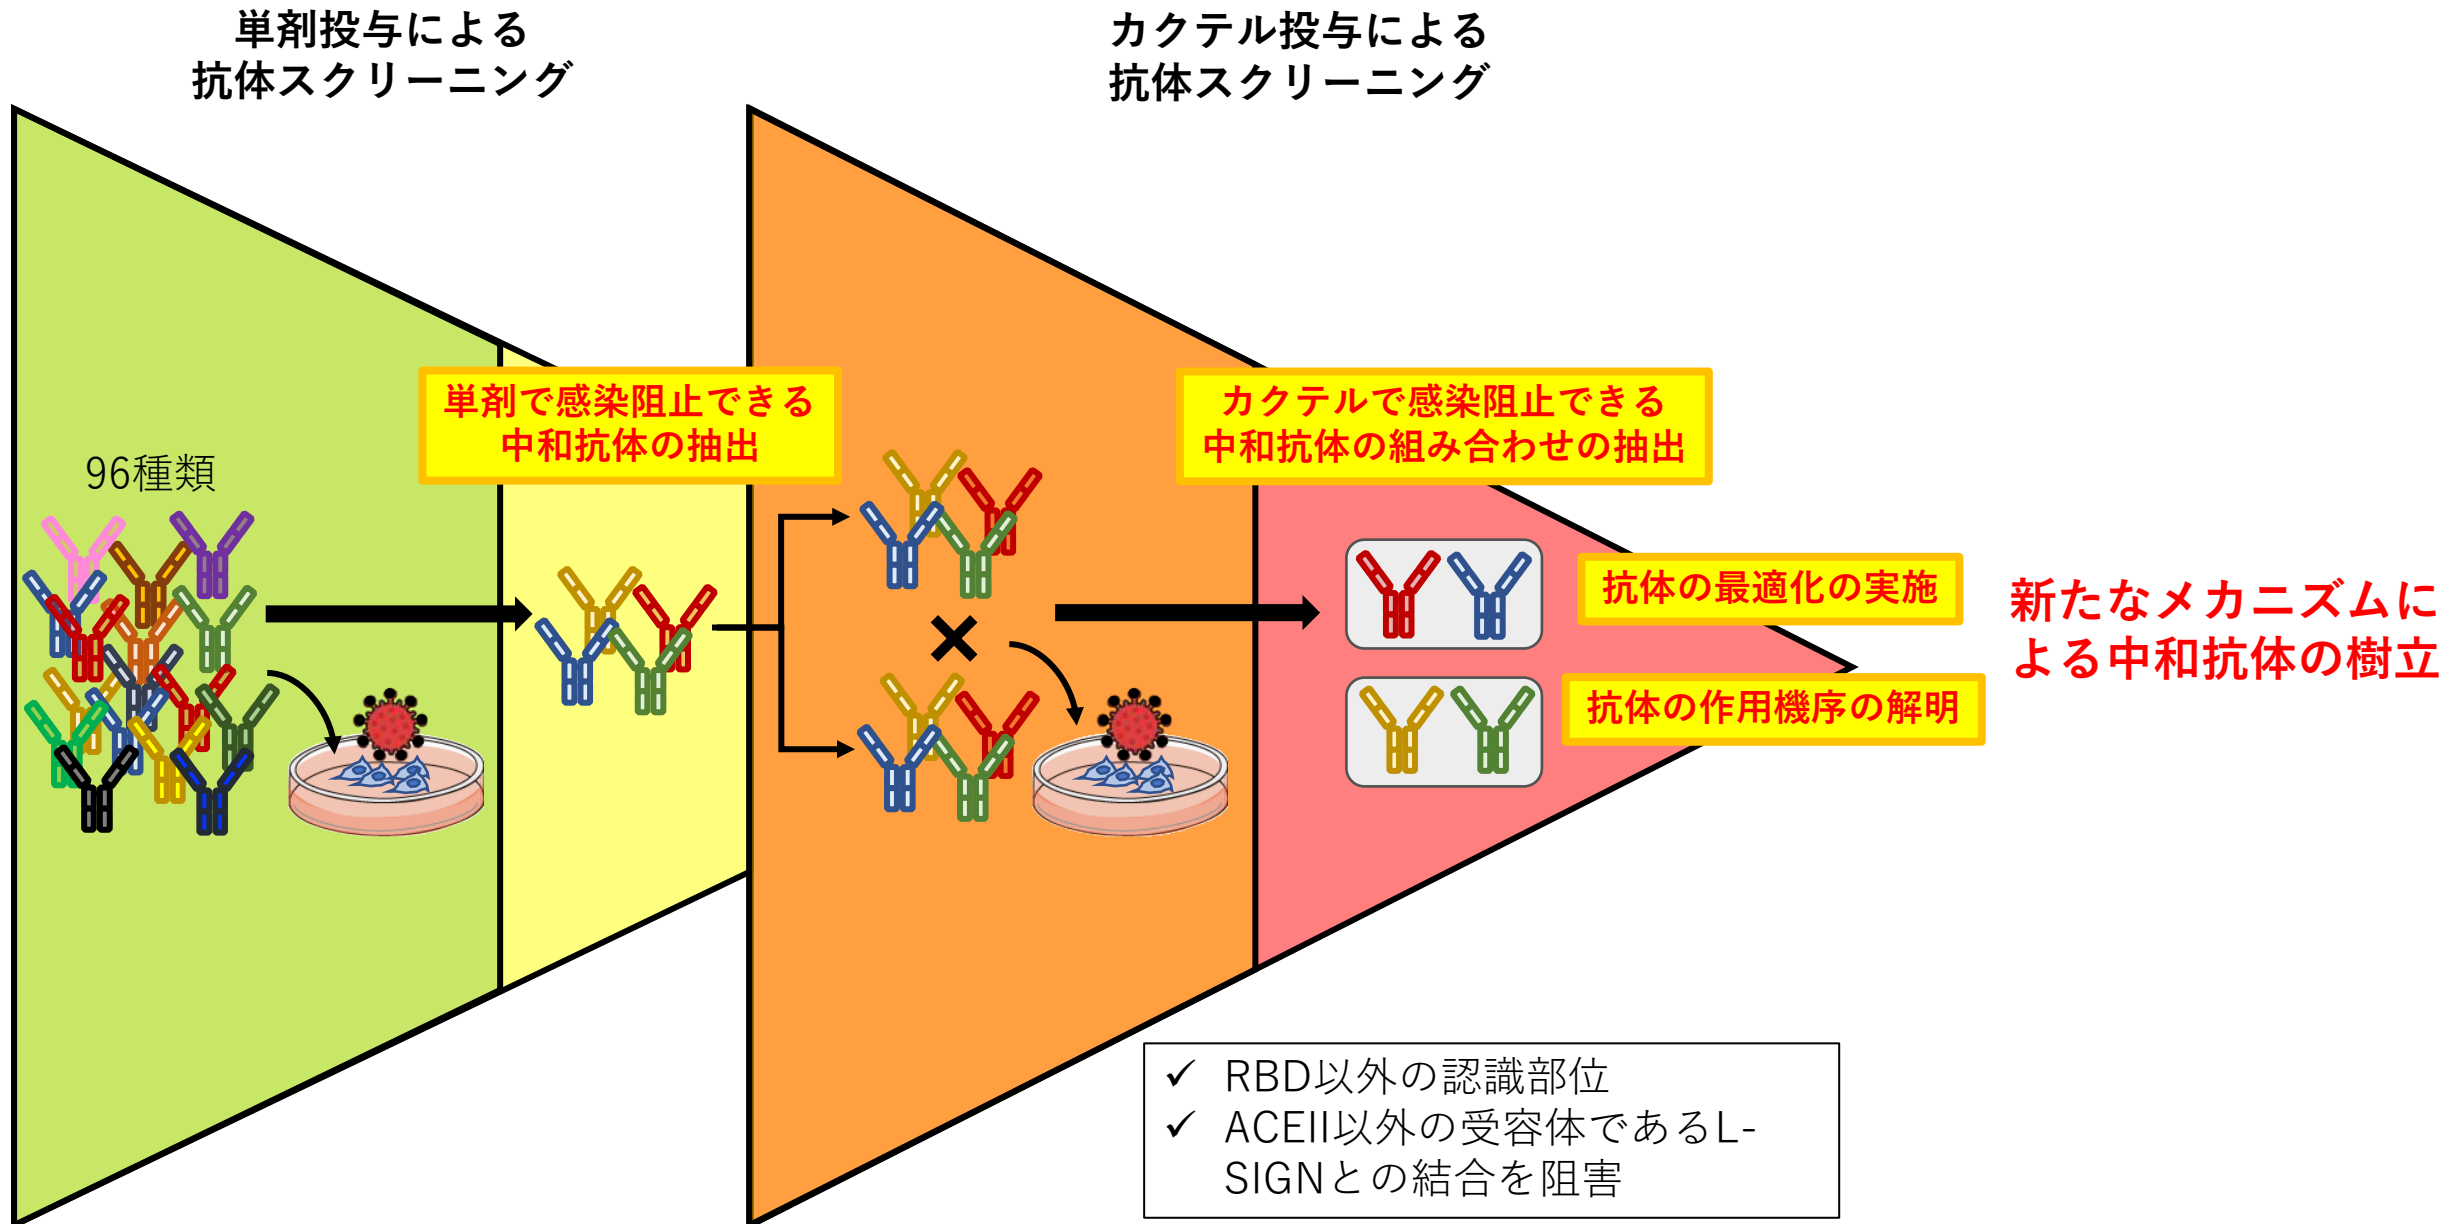 単剤投与による
抗体スクリーニング
カクテル投与による
抗体スクリーニング
単剤で感染阻止できる
中和抗体の抽出
カクテルで感染阻止できる
中和抗体の組み合わせの抽出
96種類
抗体の最適化の実施
抗体の作用機序の解明
新たなメカニズムに
よる中和抗体の樹立
✓ RBD以外の認識部位
✓ ACEII以外の受容体であるL-
SIGNとの結合を阻害